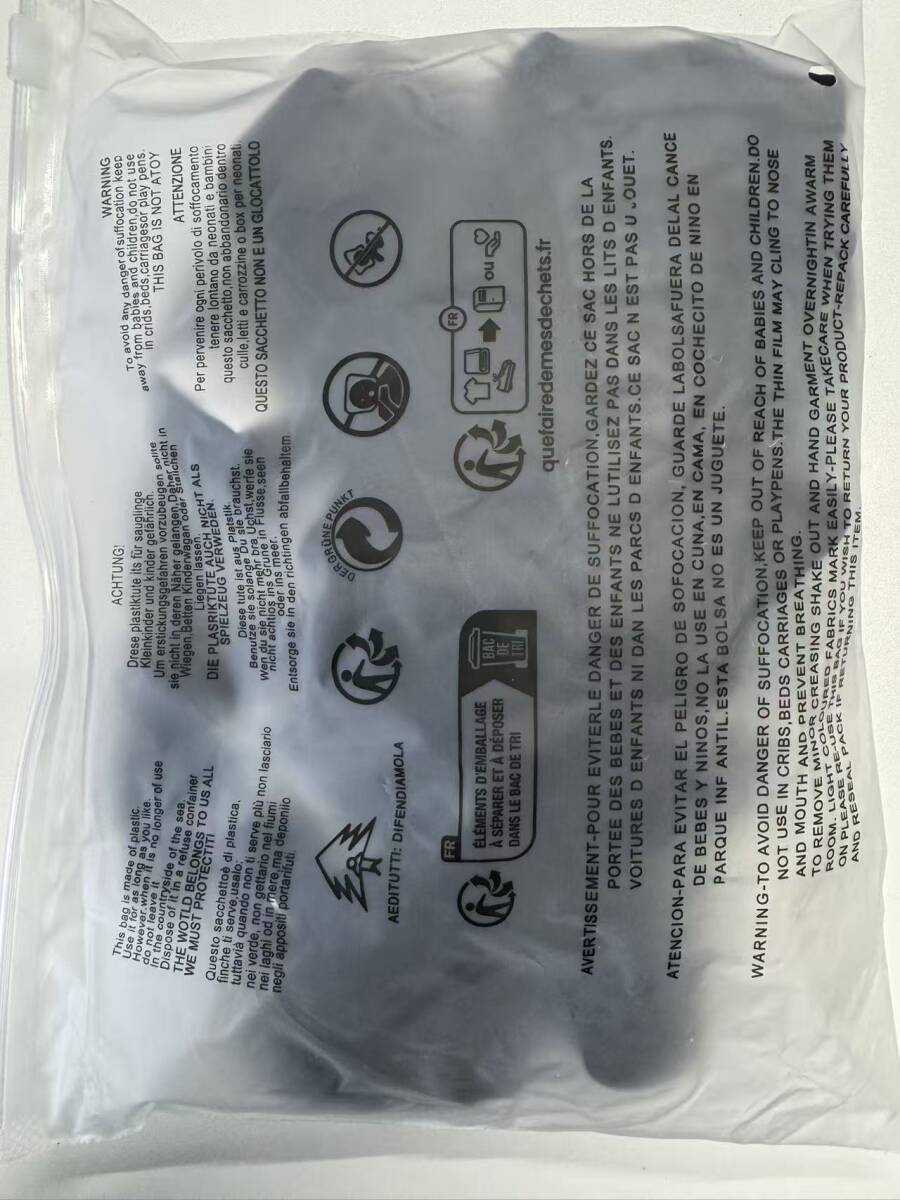 This bag is made of plastic.
Use it for as long as you like.
However.when it is no longer of use
do not leave it
in the countryside of the sea.
Dispose of it in a refuse container
THE WOTLD BELONGS TO US ALL
WE MUST PROTECTITI
Questo sacchettoè di plastica.
finche ti serve,usalo.
tuttavià quando non ti serve più non lasciario
nei verde, non gettario nei fiumi
nei laghi od in mere,ma deponilo
negli appositi portarifuti.
ACHTUNG!
Drese plastiktute its für sauglinge
Kleinkinder und kinder gefährlich.
Um erstickungsgefahren vorzubeugen sollte
sie nicht in deren Näher gelangen,Däher nicht in
Wiegen,Betten Kinderwagen oder Stalichen
Liegen lassen.
DIE PLASRIKTUTE AUCH NICHT ALS
SPIELZEUG VERWEDEN.
Diese tute ist aus Platstik.
Benutze sie solange Da sie brauchst.
Wen du sie nicht mehr bra Uchst,werfe sie
nicht achtlos ins Grune in Flusse,seen
oder ins meer.
Entsorge sie in den richtingen abfallbehaltem
WARNING
To avoid any danger of suffocation keep
away from babies and children,do not use
in crids,beds,carriagesor play pens.
THIS BAG IS NOT ATOY
ATTENZIONE
Per pervenire ogni perivolo di soffocamento
tenere lontano da neonati e bambini
questo sacchetto,non abbandonario dentro
culle,letti e carrozzine o box per neonati.
QUESTO SACCHETTO NON E UN GLOCATTOLO
AEDITUTTI: DIFENDIAMOLA
DER GRÜNE PUNKT
FR
ÉLÉMENTS D'EMBALLAGE
À SÉPARER ET À DÉPOSER
DANS LE BAC DE TRI
BAC
DE
TRI
FR
ou
quefairedemesdechets.fr
AVERTISSEMENT-POUR EVITERLE DANGER DE SUFFOCATION,GARDEZ CE SAC HORS DE LA
PORTEE DES BEBES ET DES ENFANTS NE LUTILISEZ PAS DANS LES LITS D ENFANTS.
VOITURES D ENFANTS NI DAN LES PARCS D ENFANTS.CE SAC N EST PAS U JOUET.
ATENCION-PARA EVITAR EL PELIGRO DE SOFOCACION, GUARDE LABOLSAFUERA DELAL CANCE
DE BEBES Y NINOS,NO LA USE EN CUNA,EN CAMA, EN COCHECITO DE NINO EN
PARQUE INF ANTIL.ESTA BOLSA NO ES UN JUGUETE.
WARNING-TO AVOID DANGER OF SUFFOCATION,KEEP OUT OF REACH OF BABIES AND CHILDREN.DO
NOT USE IN CRIBS,BEDS CARRIAGES OR PLAYPENS.THE THIN FILM MAY CLING TO NOSE
AND MOUTH AND PREVENT BREATHING.
TO REMOVE MINOR CREASING SHAKE OUT AND HAND GARMENT OVERNIGHTIN AWARM
ROOM. LIGHT COLOURED FABRICS MARK EASILY-PLEASE TAKECARE WHEN TRYING THEM
ON PLEASE RE-USE THIS BAG IF YOU WISH TO RETURN YOUR PRODUCT-REPACK CAREFULLY
AND RESEAL PACK IF RETURNING THIS ITEM.